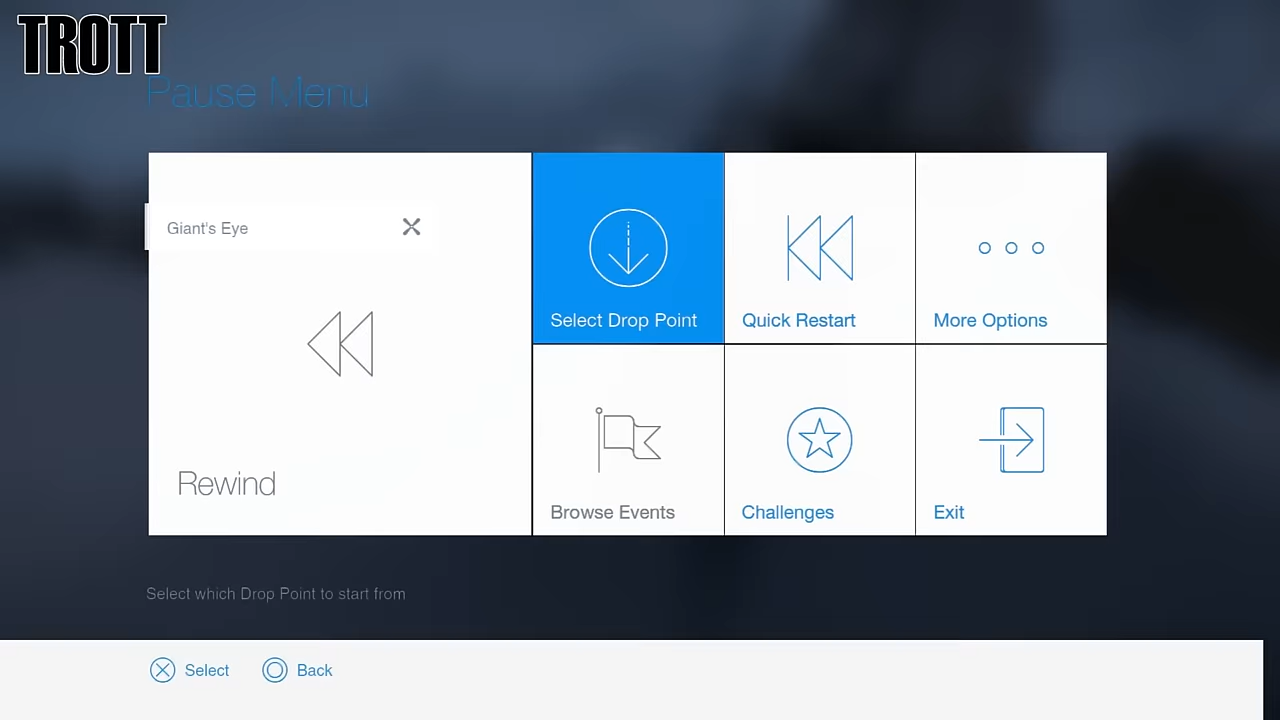 TROTT
Pause Menu
Giant's Eye
Rewind
Select Drop Point
Quick Restart
More Options
Browse Events
Challenges
Exit
Select which Drop Point to start from
Select
Back